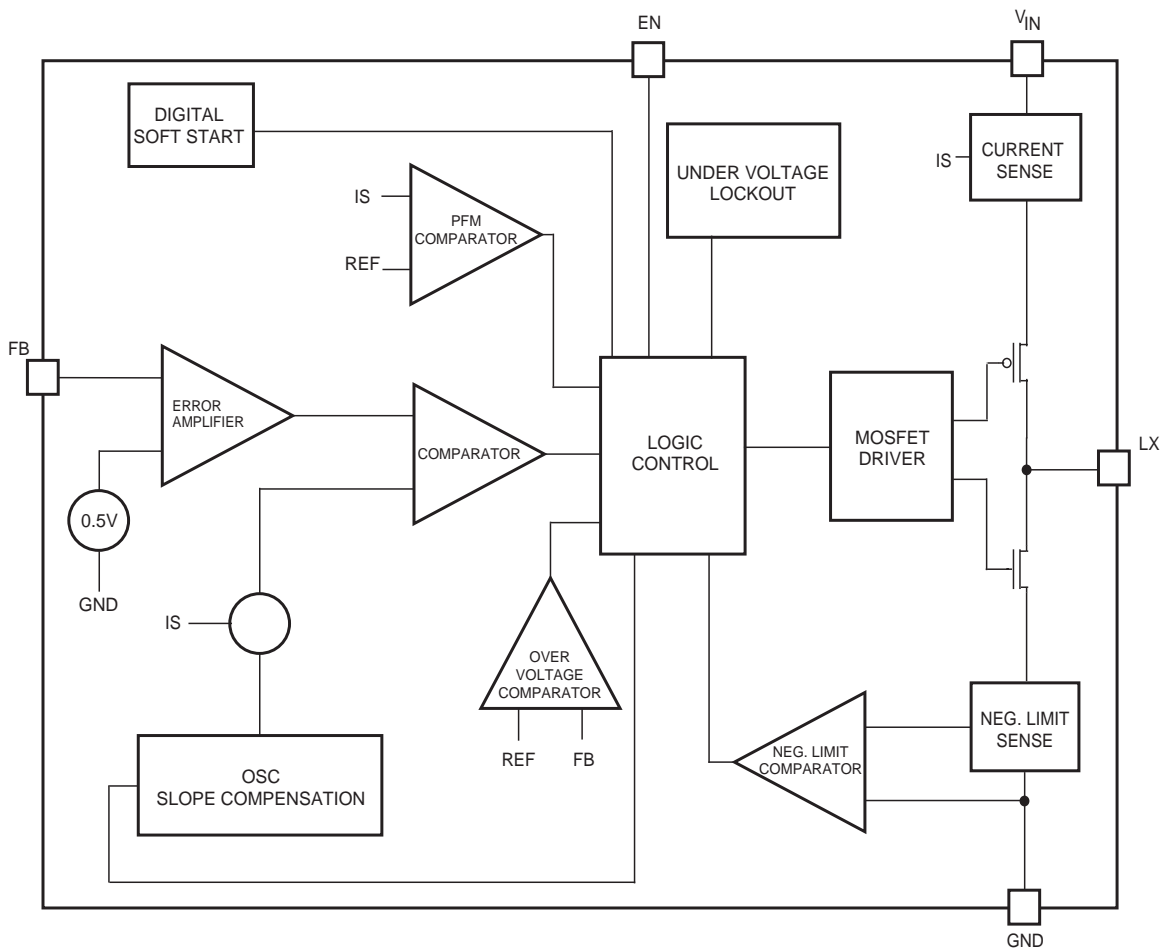 EN
VIN
DIGITAL
SOFT START
UNDER VOLTAGE
LOCKOUT
IS
CURRENT
SENSE
IS
PFM
COMPARATOR
REF
FB
ERROR
AMPLIFIER
COMPARATOR
LOGIC
CONTROL
MOSFET
DRIVER
LX
0.5V
GND
IS
OVER
VOLTAGE
COMPARATOR
REF
FB
NEG. LIMIT
SENSE
NEG. LIMIT
COMPARATOR
OSC
SLOPE COMPENSATION
GND